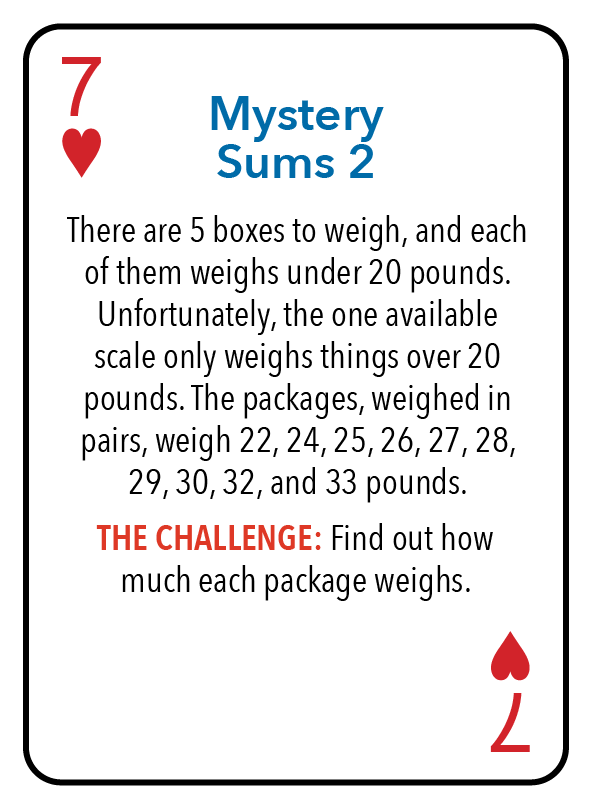 7
Mystery
Sums 2
There are 5 boxes to weigh, and each
of them weighs under 20 pounds.
Unfortunately, the one available
scale only weighs things over 20
pounds. The packages, weighed in
pairs, weigh 22, 24, 25, 26, 27, 28,
29, 30, 32, and 33 pounds.
THE CHALLENGE: Find out how
much each package weighs.
7